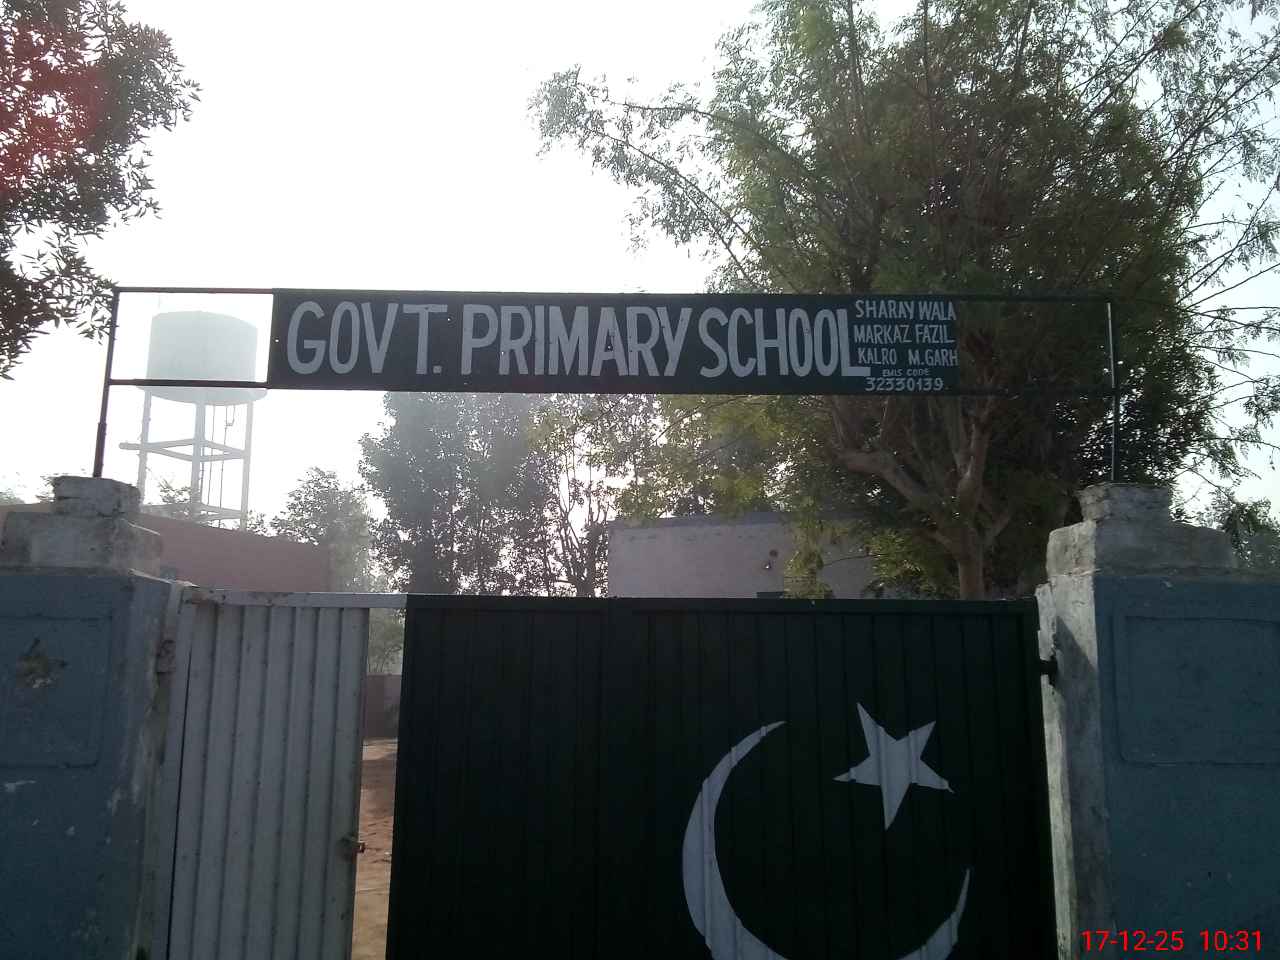 GOVT. PRIMARY SCHOOL
SHARAY WALA
MARKAZ FAZIL
KALRO M.GARH
EMIS CODE
32330139.
17-12-25 10:31